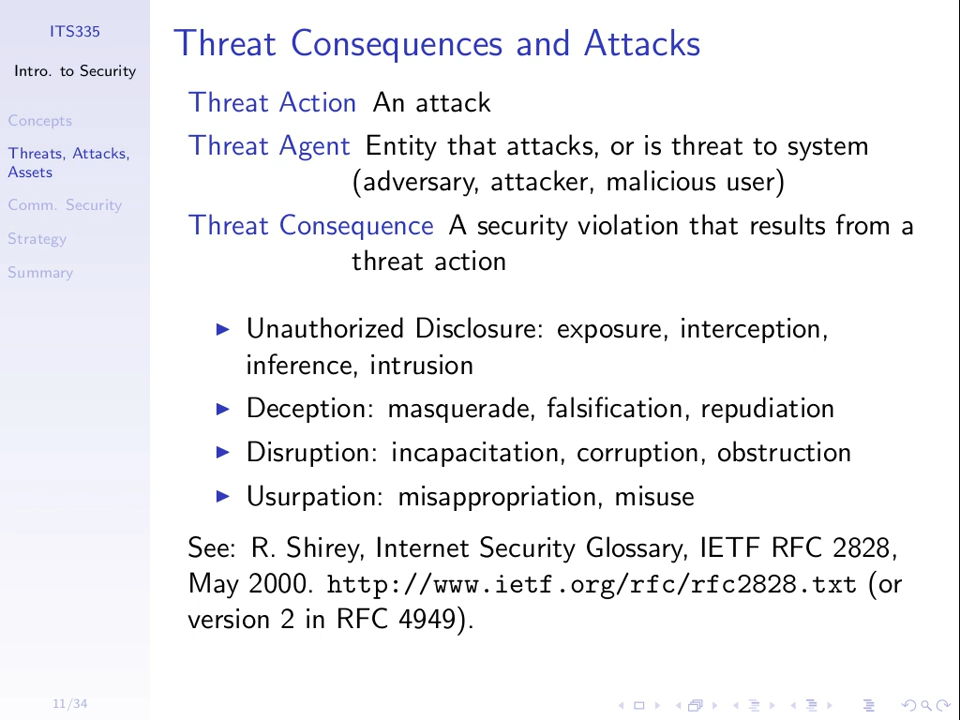 ITS335
Intro. to Security
Concepts
Threats, Attacks,
Assets
Comm. Security
Strategy
Summary
Threat Consequences and Attacks
Threat Action An attack
Threat Agent Entity that attacks, or is threat to system
(adversary, attacker, malicious user)
Threat Consequence A security violation that results from a
threat action
Unauthorized Disclosure: exposure, interception,
inference, intrusion
Deception: masquerade, falsification, repudiation
Disruption: incapacitation, corruption, obstruction
Usurpation: misappropriation, misuse
See: R. Shirey, Internet Security Glossary, IETF RFC 2828,
May 2000. http://www.ietf.org/rfc/rfc2828.txt (or
version 2 in RFC 4949).
11/34